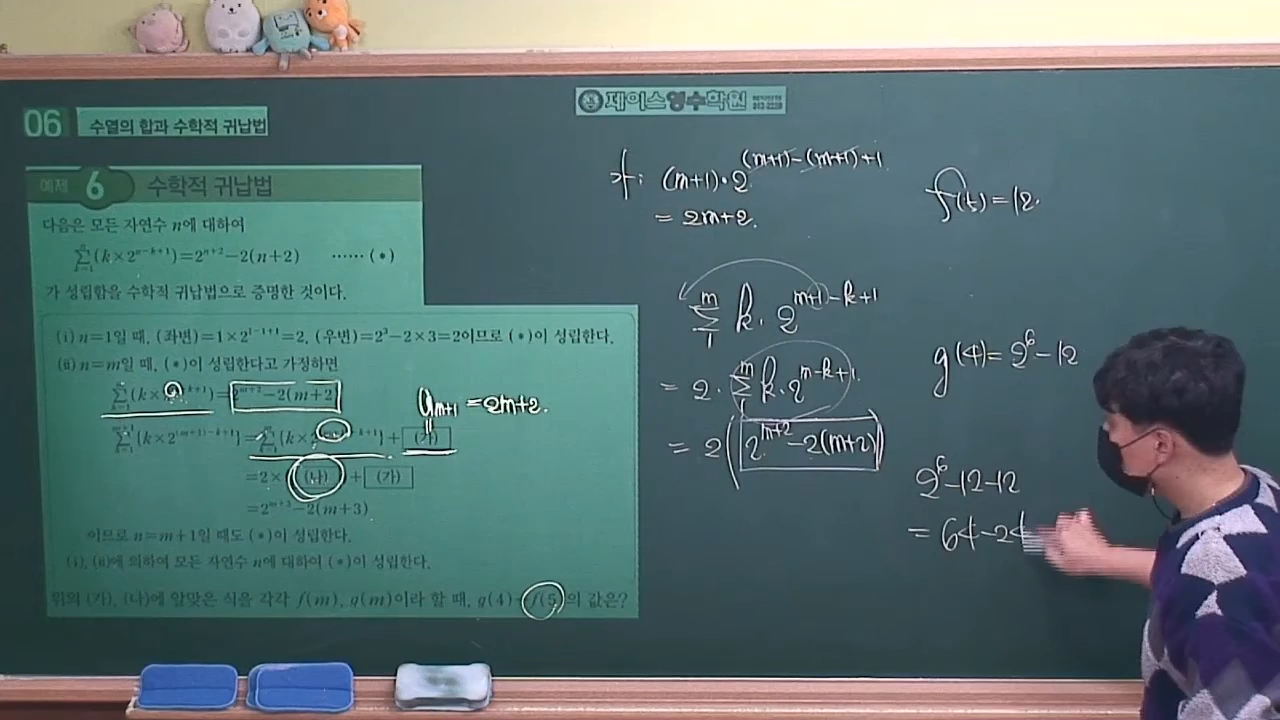 06 수열의 합과 수학적 귀납법
제이스영수학원
예제 6 수학적 귀납법
다음은 모든 자연수 n에 대하여
∑_{k=1}^{n}(k×2^{n-k+1})=2^{n+2}-2(n+2) ……(*)
가 성립함을 수학적 귀납법으로 증명한 것이다.
(i) n=1일 때, (좌변)=1×2^{1-1+1}=2, (우변)=2^3-2×3=2이므로 (*)이 성립한다.
(ii) n=m일 때, (*)이 성립한다고 가정하면
=2^{m+2}-2(m+2)
a_{m+1}=2m+2.
∑_{k=1}^{m+1}{k×2^{(m+1)-k+1}}= + (가)
=2× (나) + (가)
=2^{m+3}-2(m+3)
이므로 n=m+1일 때도 (*)이 성립한다.
(i), (ii)에 의하여 모든 자연수 n에 대하여 (*)이 성립한다.
위의 (가), (나)에 알맞은 식을 각각 f(m), g(m)이라 할 때, g(4)-f(5)의 값은?
가: (m+1)·2^{(m+1)-(m+1)+1}
= 2m+2.
∑_{1}^{m} k·2^{m+1-k+1}
= 2·∑_{1}^{m} k·2^{m-k+1}
= 2(2^{m+2}-2(m+2))
f(5)=12.
g(4)=2^6-12
2^6-12-12
=64-24